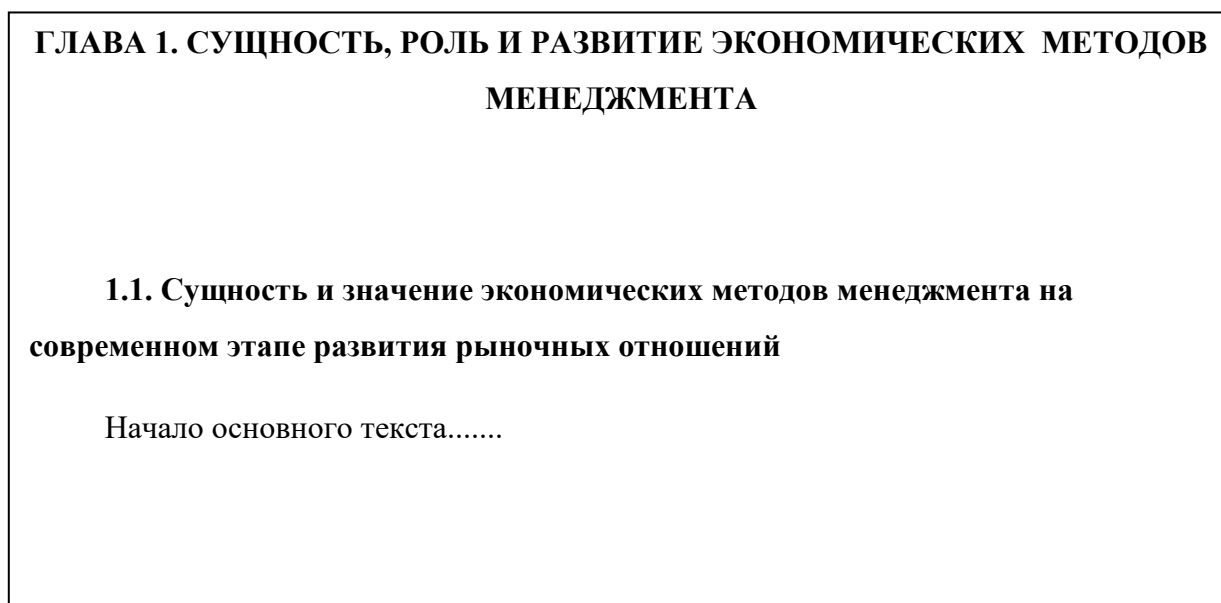 ГЛАВА 1. СУЩНОСТЬ, РОЛЬ И РАЗВИТИЕ ЭКОНОМИЧЕСКИХ МЕТОДОВ
МЕНЕДЖМЕНТА
1.1. Сущность и значение экономических методов менеджмента на
современном этапе развития рыночных отношений
Начало основного текста.......